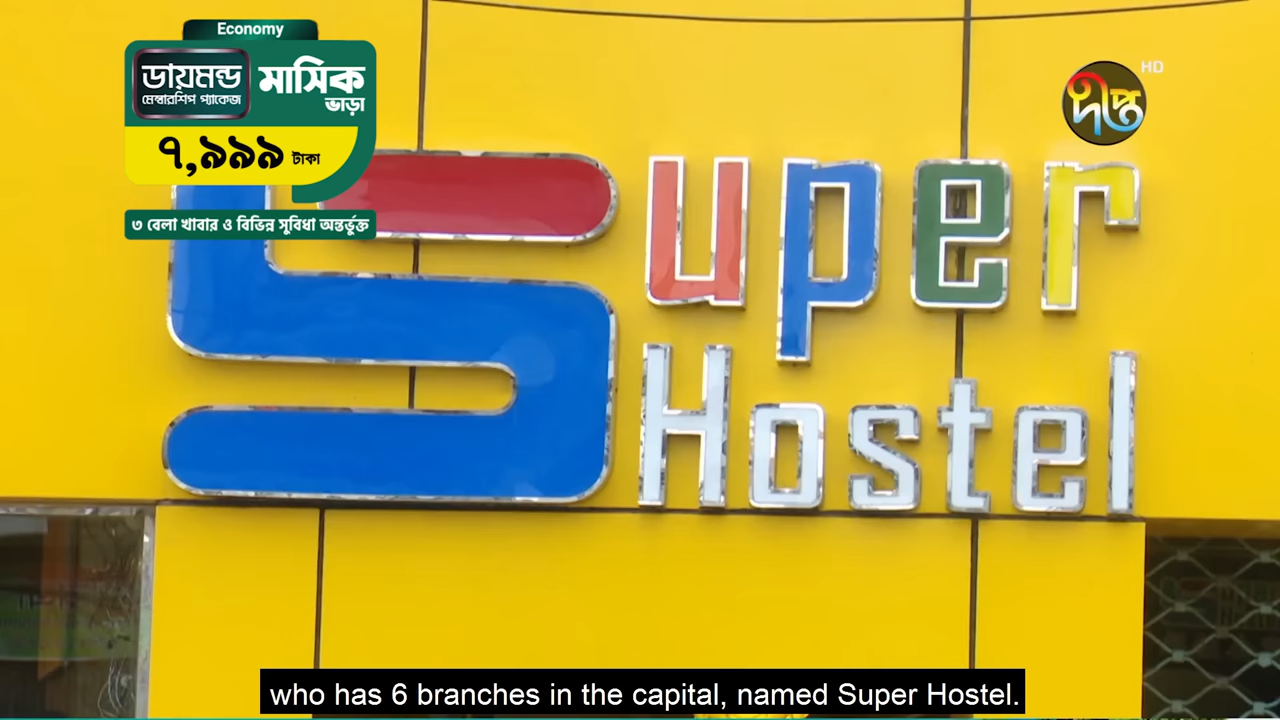 Economy
ডায়মন্ড
মেম্বারশিপ প্যাকেজ
মাসিক
ভাড়া
৭,৯৯৯ টাকা
৩ বেলা খাবার ও বিভিন্ন সুবিধা অন্তর্ভূক্ত
দীপ্ত HD
Super
Hostel
who has 6 branches in the capital, named Super Hostel.